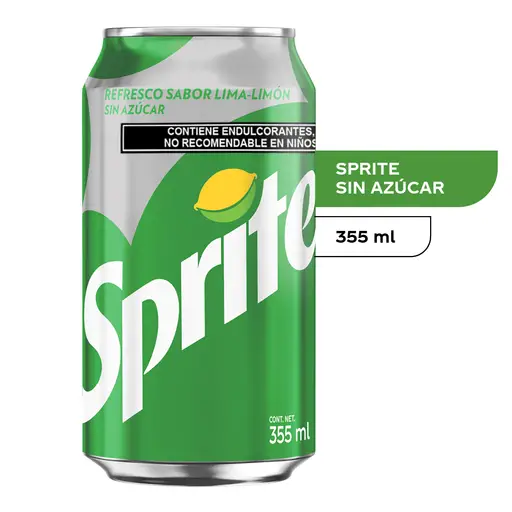 REFRESCO SABOR LIMA-LIMÓN
SIN AZÚCAR
CONTIENE EDULCORANTES,
NO RECOMENDABLE EN NIÑOS
Sprite
SPRITE
SIN AZÚCAR
355 ml
CONT. NET.
355 ml